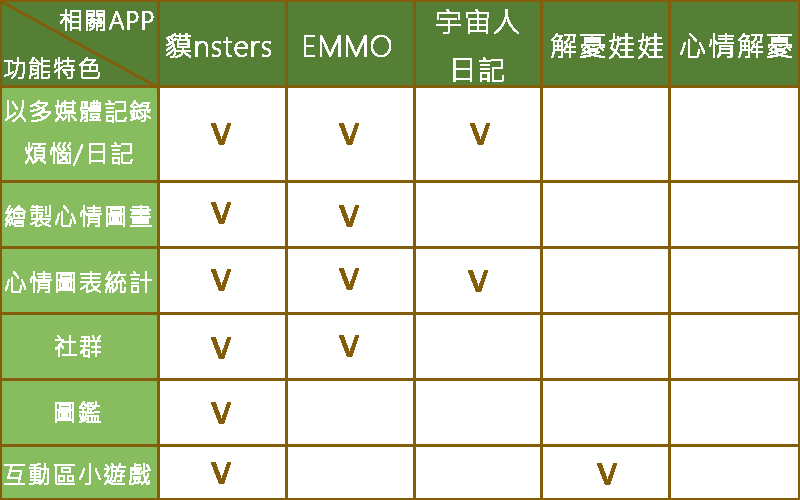 相關APP
功能特色
貘nsters
EMMO
宇宙人
日記
解憂娃娃
心情解憂
以多媒體記錄
煩惱/日記
V V V
繪製心情圖畫
V V
心情圖表統計
V V V
社群
V V
圖鑑
V
互動區小遊戲
V V